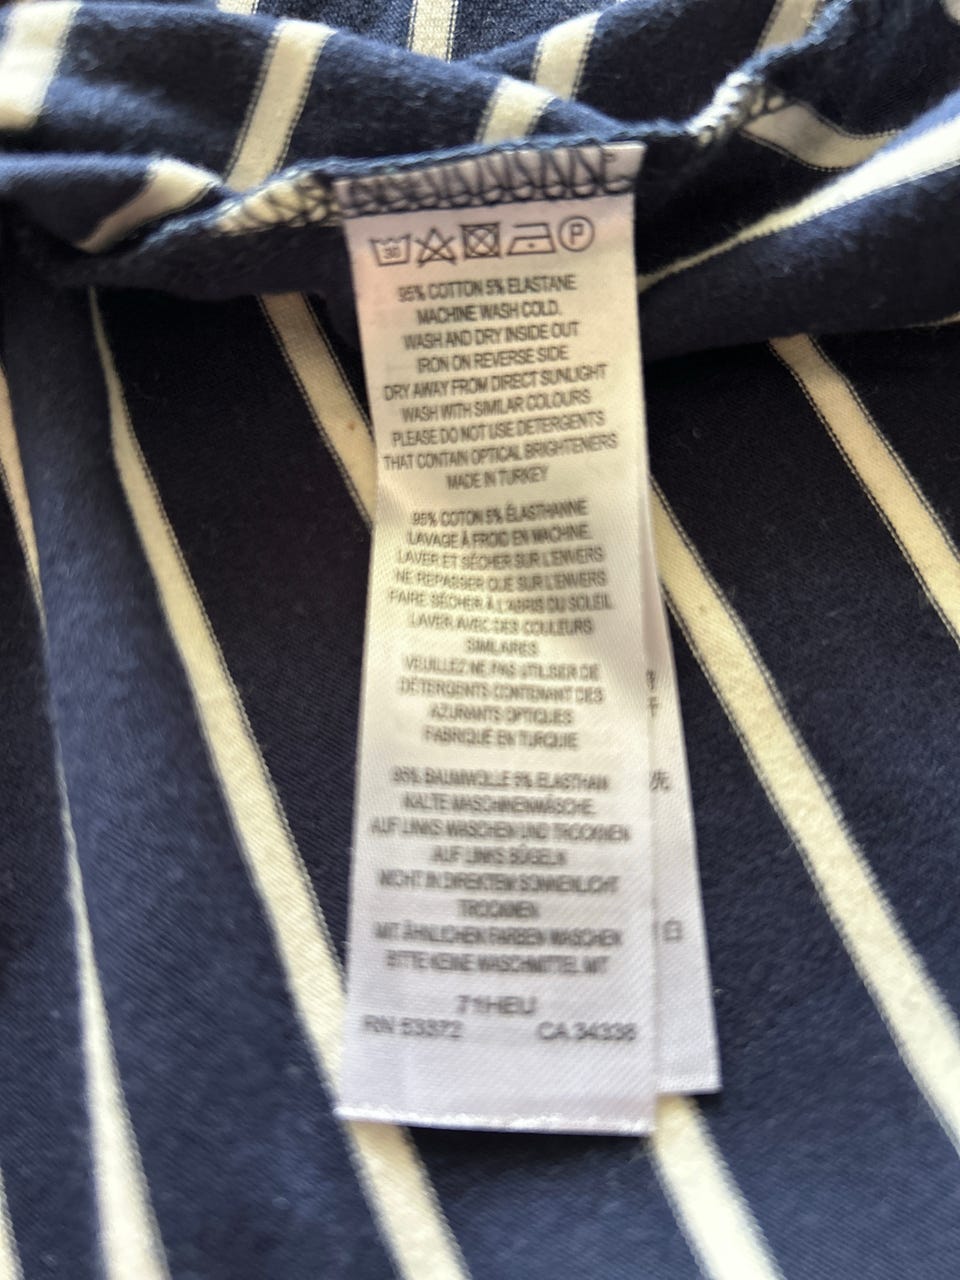 30
P
95% COTTON 5% ELASTANE
MACHINE WASH COLD.
WASH AND DRY INSIDE OUT
IRON ON REVERSE SIDE
DRY AWAY FROM DIRECT SUNLIGHT
WASH WITH SIMILAR COLOURS
PLEASE DO NOT USE DETERGENTS
THAT CONTAIN OPTICAL BRIGHTENERS
MADE IN TURKEY
95% COTON 5% ÉLASTHANNE
LAVAGE À FROID EN MACHINE.
LAVER ET SÉCHER SUR L'ENVERS
NE REPASSER QUE SUR L'ENVERS
FAIRE SÉCHER À L'ABRIS DU SOLEIL
LAVER AVEC DES COULEURS
SIMILAIRES
VEUILLEZ NE PAS UTILISER DE
DÉTERGENTS CONTENANT DES
AZURANTS OPTIQUES
FABRIQUÉ EN TURQUIE
95% BAUMWOLLE 5% ELASTHAN
KALTE MASCHINENWÄSCHE.
AUF LINKS WASCHEN UND TROCKNEN
AUF LINKS BÜGELN
NICHT IN DIREKTEM SONNENLICHT
TROCKNEN
MIT ÄHNLICHEN FARBEN WASCHEN
BITTE KEINE WASCHMITTEL MIT
71HEU
RN 53372 CA 34336